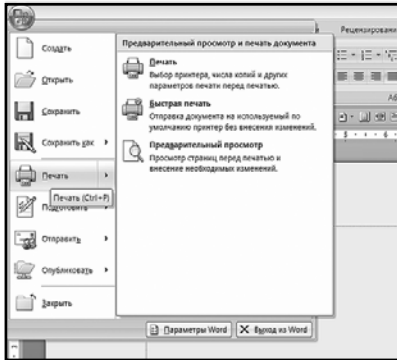 Рецензировани
Создать
Открыть
Сохранить
Сохранить как
Печать
Печать (Ctrl+P)
Подготовить
Отправить
Опубликовать
Закрыть
Предварительный просмотр и печать документа
Печать
Выбор принтера, числа копий и других
параметров печати перед печатью.
Быстрая печать
Отправка документа на используемый по
умолчанию принтер без внесения изменений.
Предварительный просмотр
Просмотр страниц перед печатью и
внесение необходимых изменений.
Параметры Word
Выход из Word